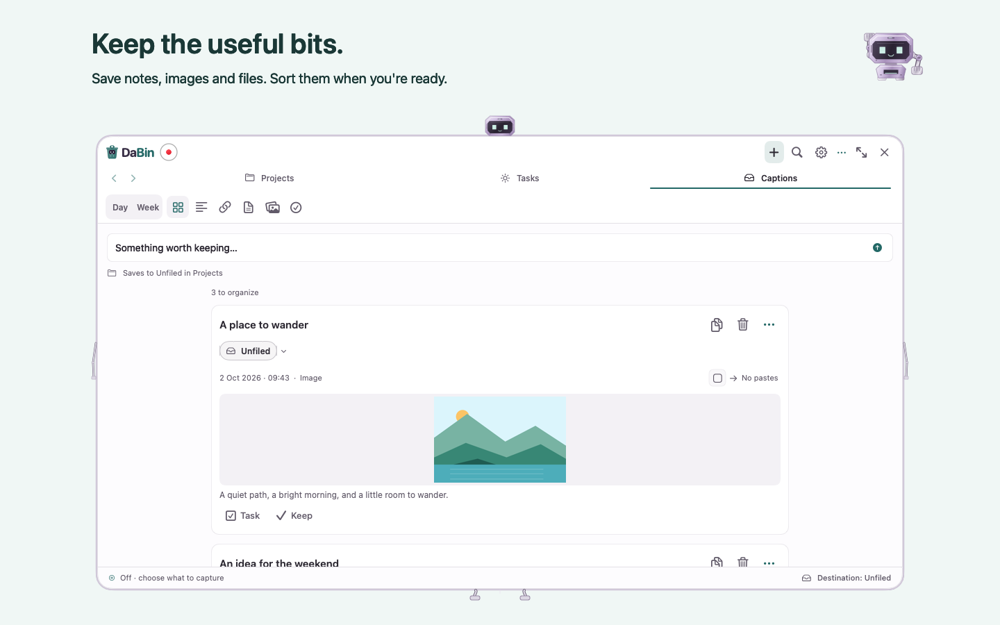 Keep the useful bits.
Save notes, images and files. Sort them when you're ready.
DaBin
Projects
Tasks
Captions
Day Week
Something worth keeping...
Saves to Unfiled in Projects
3 to organize
A place to wander
Unfiled
2 Oct 2026 · 09:43 · Image
No pastes
A quiet path, a bright morning, and a little room to wander.
Task
Keep
An idea for the weekend
Off · choose what to capture
Destination: Unfiled